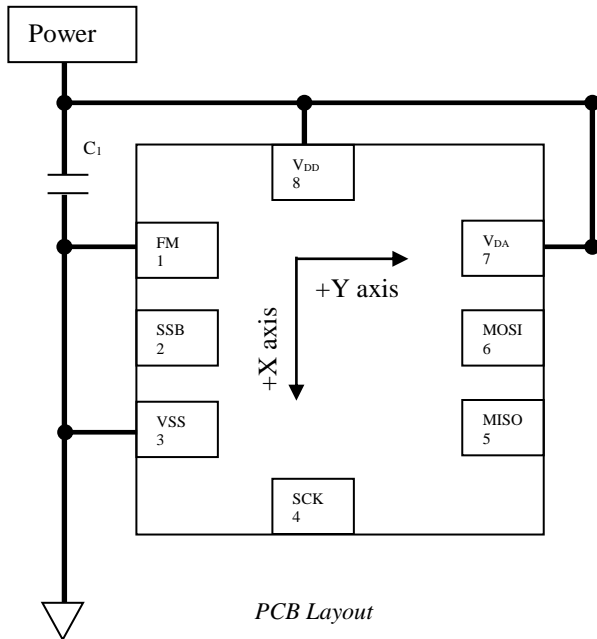 Power
C1
VDD
8
FM
1
VDA
7
+Y axis
+X axis
SSB
2
MOSI
6
VSS
3
MISO
5
SCK
4
PCB Layout